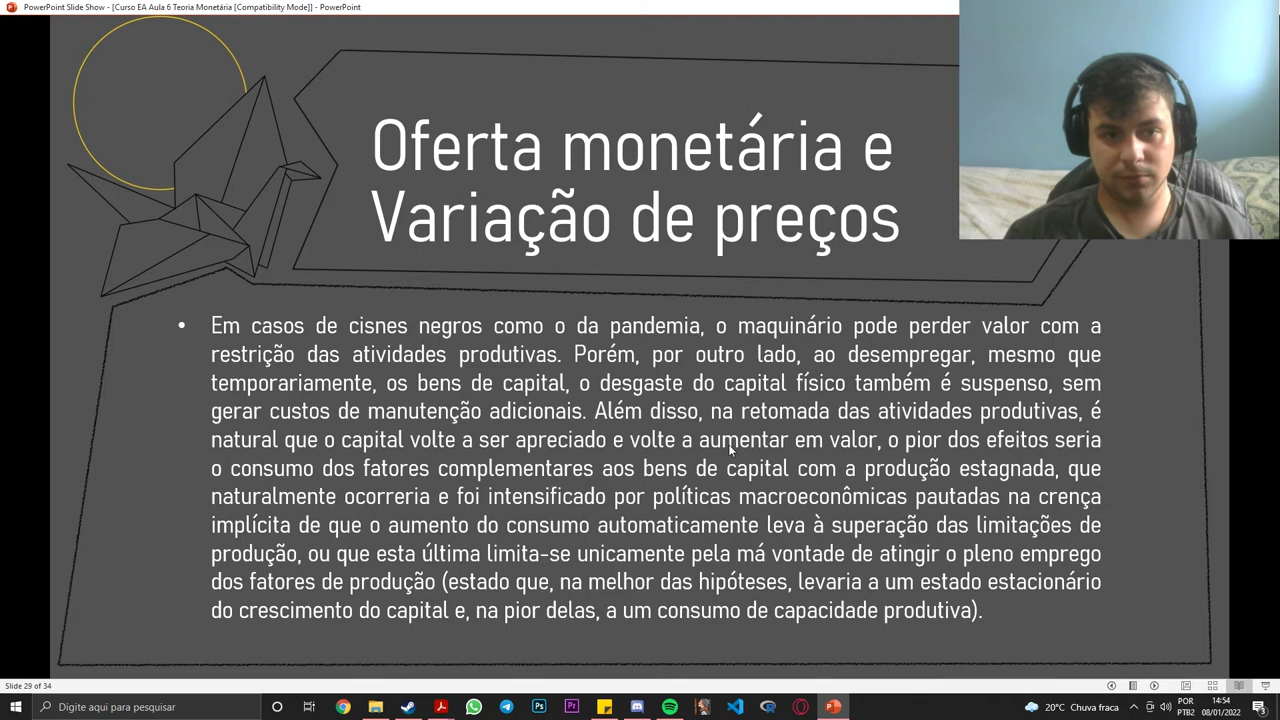 PowerPoint Slide Show - [Curso EA Aula 6 Teoria Monetária [Compatibility Mode]] - PowerPoint
Oferta monetária e
Variação de preços
• Em casos de cisnes negros como o da pandemia, o maquinário pode perder valor com a
restrição das atividades produtivas. Porém, por outro lado, ao desempregar, mesmo que
temporariamente, os bens de capital, o desgaste do capital físico também é suspenso, sem
gerar custos de manutenção adicionais. Além disso, na retomada das atividades produtivas, é
natural que o capital volte a ser apreciado e volte a aumentar em valor, o pior dos efeitos seria
o consumo dos fatores complementares aos bens de capital com a produção estagnada, que
naturalmente ocorreria e foi intensificado por políticas macroeconômicas pautadas na crença
implícita de que o aumento do consumo automaticamente leva à superação das limitações de
produção, ou que esta última limita-se unicamente pela má vontade de atingir o pleno emprego
dos fatores de produção (estado que, na melhor das hipóteses, levaria a um estado estacionário
do crescimento do capital e, na pior delas, a um consumo de capacidade produtiva).
Slide 29 of 34
Digite aqui para pesquisar
Ps
Pr
R
20°C Chuva fraca
POR
PTB2
14:54
08/01/2022
3